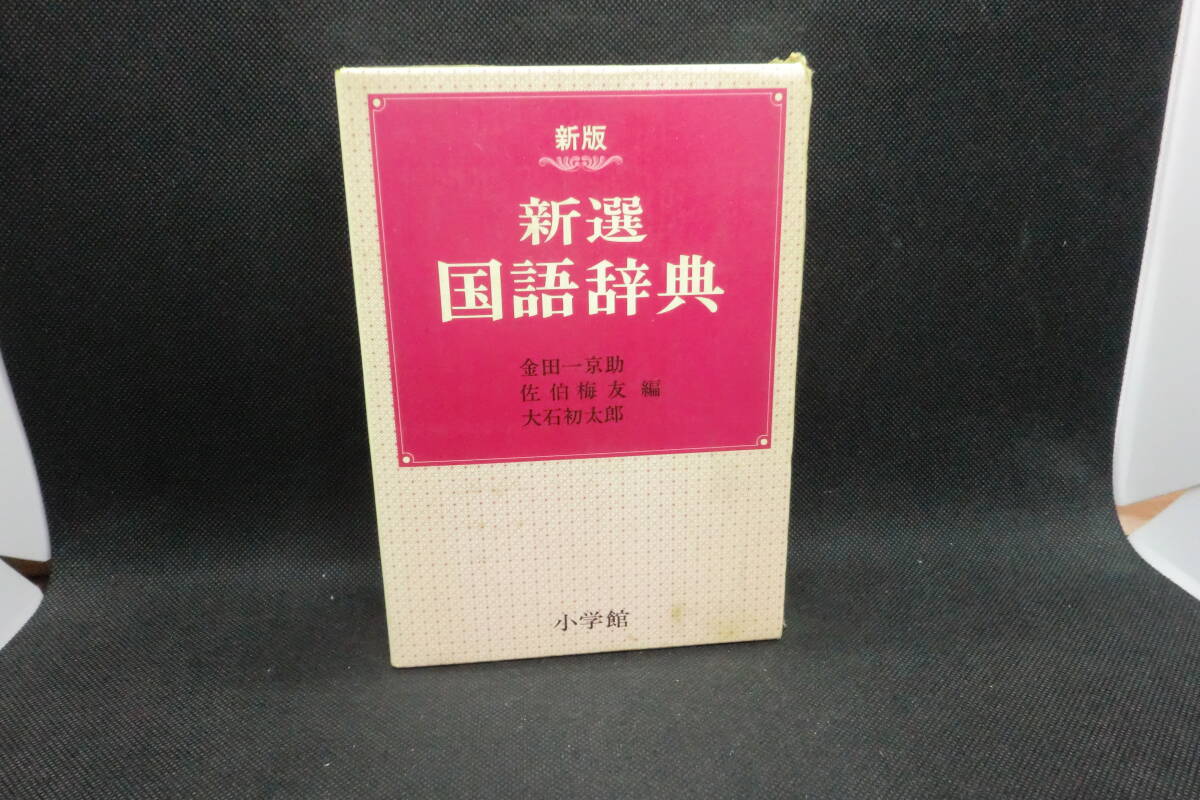 新版
新選
国語辞典
金田一京助
佐伯梅友 編
大石初太郎
小学館